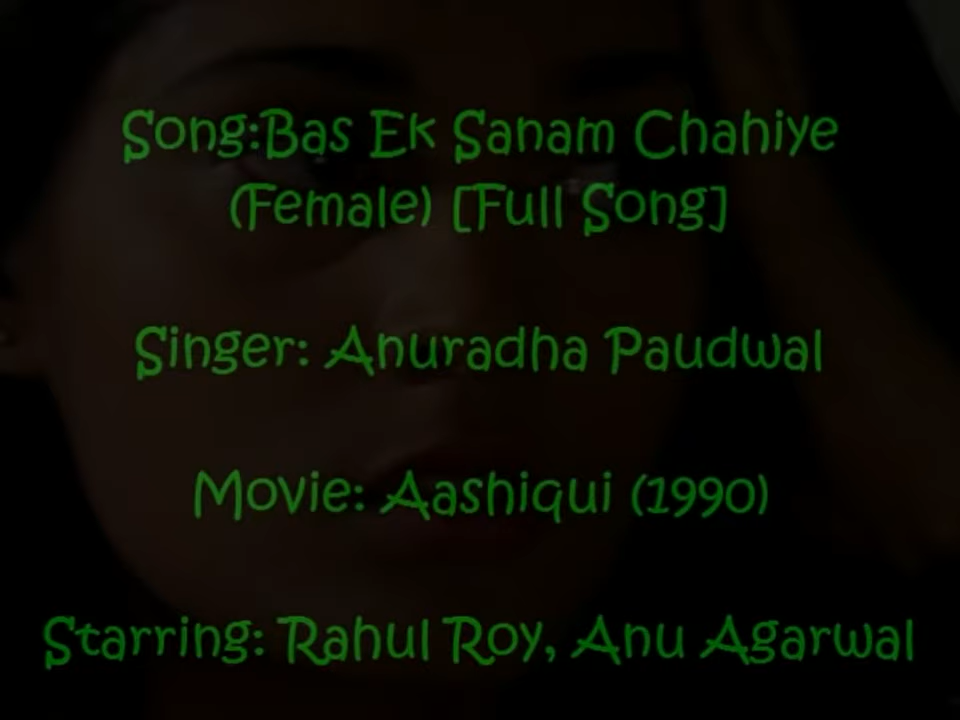 Song:Bas Ek Sanam Chahiye
(Female) [Full Song]
Singer: Anuradha Paudwal
Movie: Aashiqui (1990)
Starring: Rahul Roy, Anu Agarwal